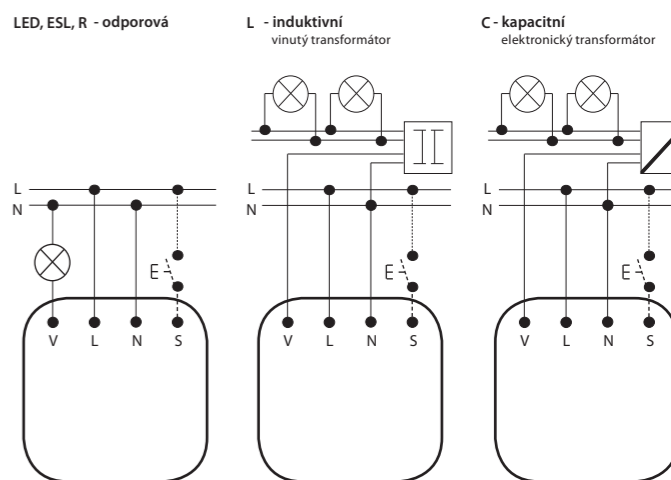 LED, ESL, R - odporová
L - induktivní
vinutý transformátor
C - kapacitní
elektronický transformátor
L
N
E
V L N S
L
N
E
V L N S
L
N
E
V L N S